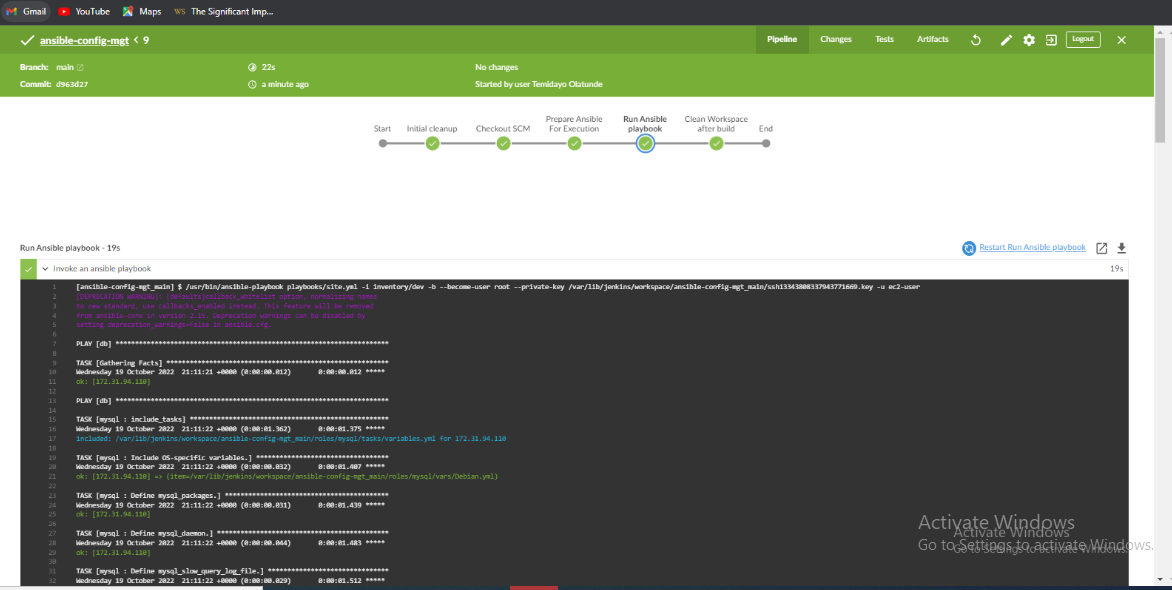 Gmail YouTube Maps WS The Significant Imp...
ansible-config-mgt < 9 Pipeline Changes Tests Artifacts Logout
Branch: main 22s No changes
Commit: d963d27 a minute ago Started by user Temidayo Olatunde
Start Initial cleanup Checkout SCM Prepare Ansible For Execution Run Ansible playbook Clean Workspace after build End
Run Ansible playbook - 19s Restart Run Ansible playbook
Invoke an ansible playbook 19s
1 [ansible-config-mgt_main] $ /usr/bin/ansible-playbook playbooks/site.yml -i inventory/dev -b --become-user root --private-key /var/lib/jenkins/workspace/ansible-config-mgt_main/ssh13343808337943771669.key -u ec2-user
2 [DEPRECATION WARNING]: [defaults]callback_whitelist option, normalizing names
3 to new standard, use callbacks_enabled instead. This feature will be removed
4 from ansible-core in version 2.15. Deprecation warnings can be disabled by
5 setting deprecation_warnings=False in ansible.cfg.
6
7 PLAY [db] *********************************************************************
8
9 TASK [Gathering Facts] ********************************************************
10 Wednesday 19 October 2022 21:11:21 +0000 (0:00:00.012) 0:00:00.012 *****
11 ok: [172.31.94.110]
12
13 PLAY [db] *********************************************************************
14
15 TASK [mysql : include_tasks] **************************************************
16 Wednesday 19 October 2022 21:11:22 +0000 (0:00:01.362) 0:00:01.375 *****
17 included: /var/lib/jenkins/workspace/ansible-config-mgt_main/roles/mysql/tasks/variables.yml for 172.31.94.110
18
19 TASK [mysql : Include OS-specific variables.] *********************************
20 Wednesday 19 October 2022 21:11:22 +0000 (0:00:00.032) 0:00:01.407 *****
21 ok: [172.31.94.110] => (item=/var/lib/jenkins/workspace/ansible-config-mgt_main/roles/mysql/vars/Debian.yml)
22
23 TASK [mysql : Define mysql_packages.] *****************************************
24 Wednesday 19 October 2022 21:11:22 +0000 (0:00:00.031) 0:00:01.439 *****
25 ok: [172.31.94.110]
26
27 TASK [mysql : Define mysql_daemon.] *******************************************
28 Wednesday 19 October 2022 21:11:22 +0000 (0:00:00.044) 0:00:01.483 *****
29 ok: [172.31.94.110]
30
31 TASK [mysql : Define mysql_slow_query_log_file.] ******************************
32 Wednesday 19 October 2022 21:11:22 +0000 (0:00:00.029) 0:00:01.512 *****
Activate Windows
Activate Windows
Go to Settings to activate Windows.
Go to Settings to activate Windows.